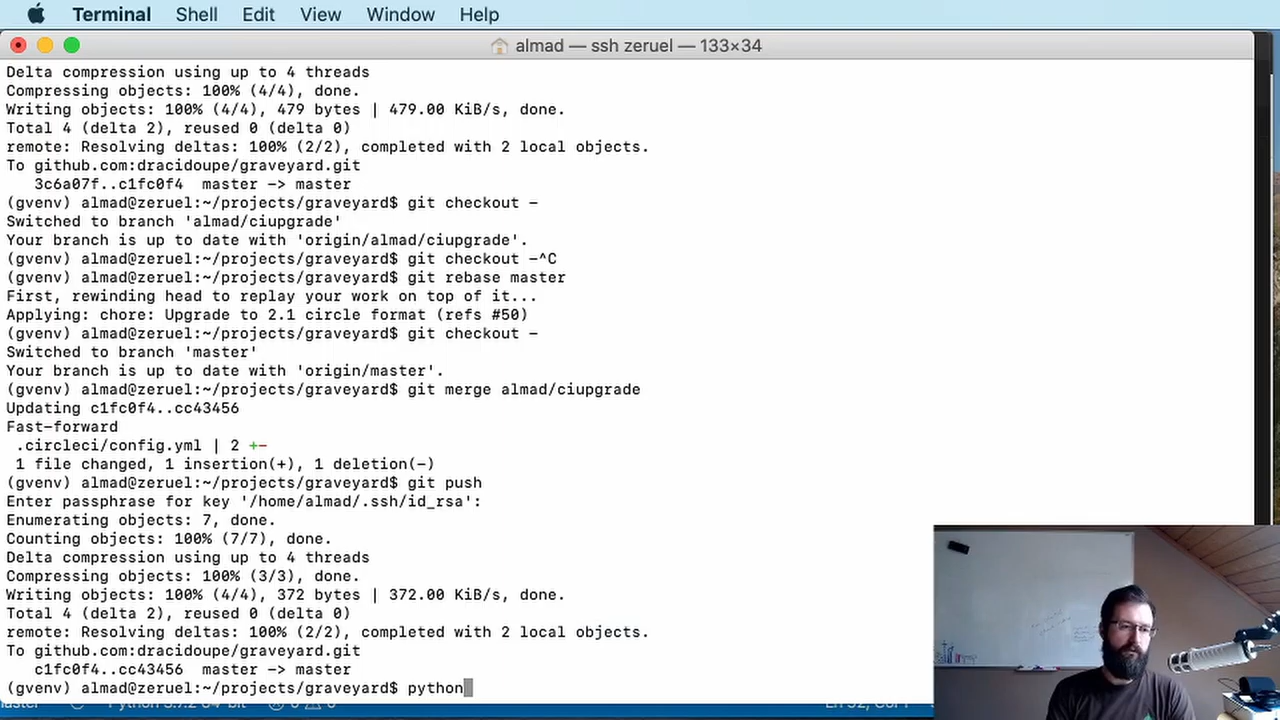 Terminal Shell Edit View Window Help
almad — ssh zeruel — 133×34
Delta compression using up to 4 threads
Compressing objects: 100% (4/4), done.
Writing objects: 100% (4/4), 479 bytes | 479.00 KiB/s, done.
Total 4 (delta 2), reused 0 (delta 0)
remote: Resolving deltas: 100% (2/2), completed with 2 local objects.
To github.com:dracidoupe/graveyard.git
3c6a07f..c1fc0f4 master -> master
(gvenv) almad@zeruel:~/projects/graveyard$ git checkout -
Switched to branch 'almad/ciupgrade'
Your branch is up to date with 'origin/almad/ciupgrade'.
(gvenv) almad@zeruel:~/projects/graveyard$ git checkout -^C
(gvenv) almad@zeruel:~/projects/graveyard$ git rebase master
First, rewinding head to replay your work on top of it...
Applying: chore: Upgrade to 2.1 circle format (refs #50)
(gvenv) almad@zeruel:~/projects/graveyard$ git checkout -
Switched to branch 'master'
Your branch is up to date with 'origin/master'.
(gvenv) almad@zeruel:~/projects/graveyard$ git merge almad/ciupgrade
Updating c1fc0f4..cc43456
Fast-forward
.circleci/config.yml | 2 +-
1 file changed, 1 insertion(+), 1 deletion(-)
(gvenv) almad@zeruel:~/projects/graveyard$ git push
Enter passphrase for key '/home/almad/.ssh/id_rsa':
Enumerating objects: 7, done.
Counting objects: 100% (7/7), done.
Delta compression using up to 4 threads
Compressing objects: 100% (3/3), done.
Writing objects: 100% (4/4), 372 bytes | 372.00 KiB/s, done.
Total 4 (delta 2), reused 0 (delta 0)
remote: Resolving deltas: 100% (2/2), completed with 2 local objects.
To github.com:dracidoupe/graveyard.git
c1fc0f4..cc43456 master -> master
(gvenv) almad@zeruel:~/projects/graveyard$ python